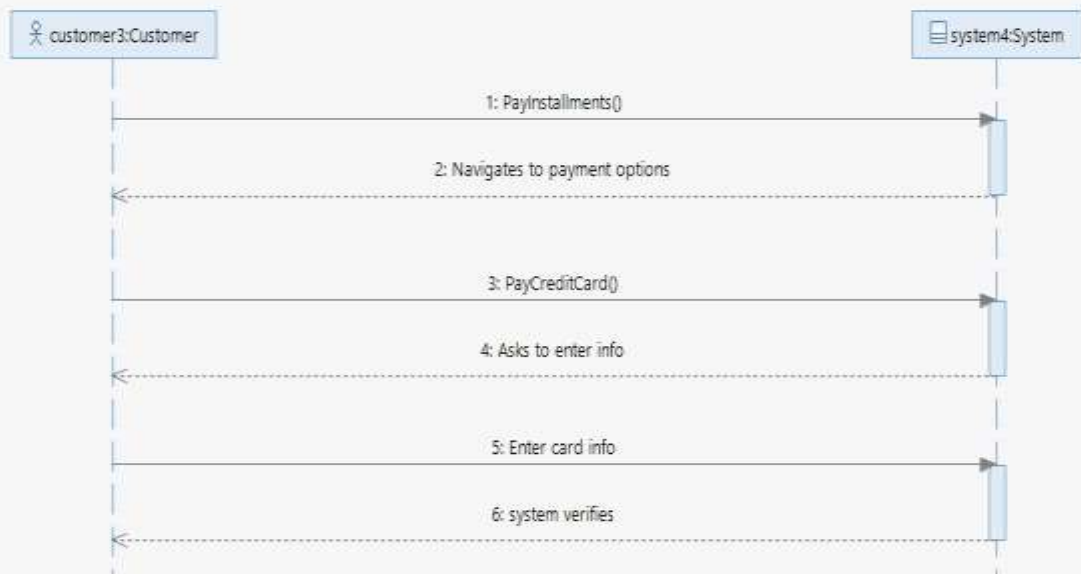 customer3:Customer
system4:System
1: PayInstallments()
2: Navigates to payment options
3: PayCreditCard()
4: Asks to enter info
5: Enter card info
6: system verifies